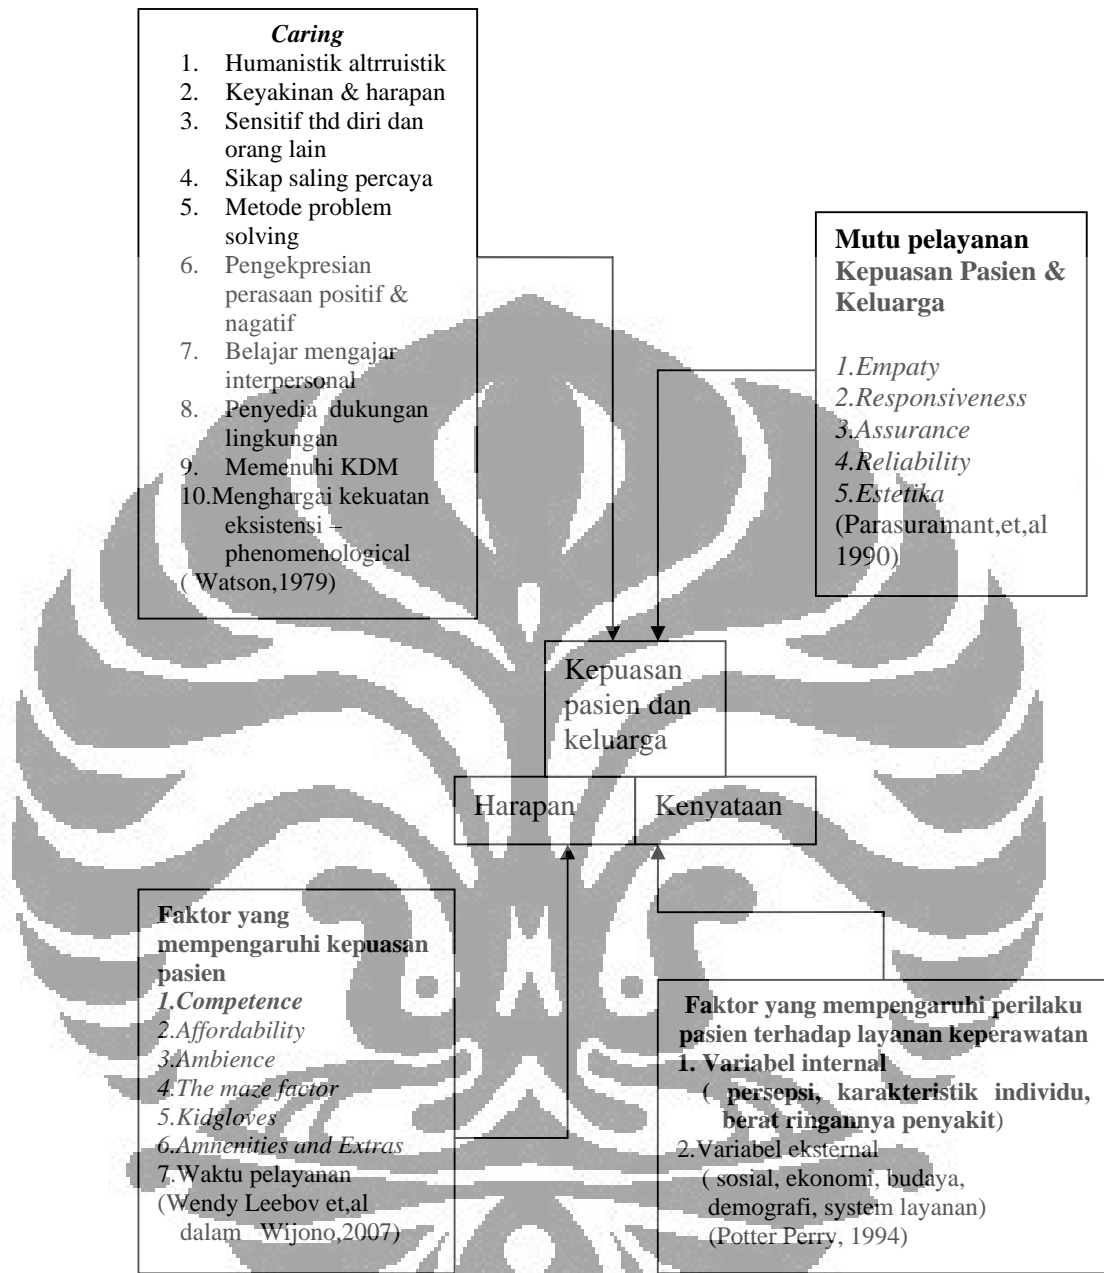 Caring
1. Humanistik altrruistik
2. Keyakinan & harapan
3. Sensitif thd diri dan
orang lain
4. Sikap saling percaya
5. Metode problem
solving
6. Pengekpresian
perasaan positif &
nagatif
7. Belajar mengajar
interpersonal
8. Penyedia dukungan
lingkungan
9. Memenuhi KDM
10.Menghargai kekuatan
eksistensi –
phenomenological
( Watson,1979)
Mutu pelayanan
Kepuasan Pasien &
Keluarga
1.Empaty
2.Responsiveness
3.Assurance
4.Reliability
5.Estetika
(Parasuramant,et,al
1990)
Kepuasan
pasien dan
keluarga
Harapan
Kenyataan
Faktor yang
mempengaruhi kepuasan
pasien
1.Competence
2.Affordability
3.Ambience
4.The maze factor
5.Kidgloves
6.Amnenities and Extras
7.Waktu pelayanan
(Wendy Leebov et,al
dalam Wijono,2007)
Faktor yang mempengaruhi perilaku
pasien terhadap layanan keperawatan
1. Variabel internal
( persepsi, karakteristik individu,
berat ringannya penyakit)
2.Variabel eksternal
( sosial, ekonomi, budaya,
demografi, system layanan)
(Potter Perry, 1994)